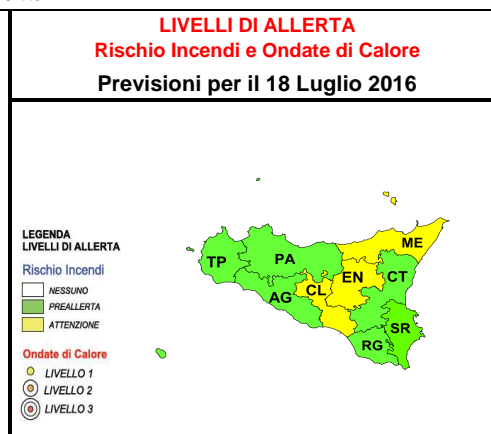 LIVELLI DI ALLERTA
Rischio Incendi e Ondate di Calore
Previsioni per il 18 Luglio 2016
LEGENDA
LIVELLI DI ALLERTA
Rischio Incendi
NESSUNO
PREALLERTA
ATTENZIONE
Ondate di Calore
LIVELLO 1
LIVELLO 2
LIVELLO 3
ME
PA
TP
EN
CT
CL
AG
SR
RG